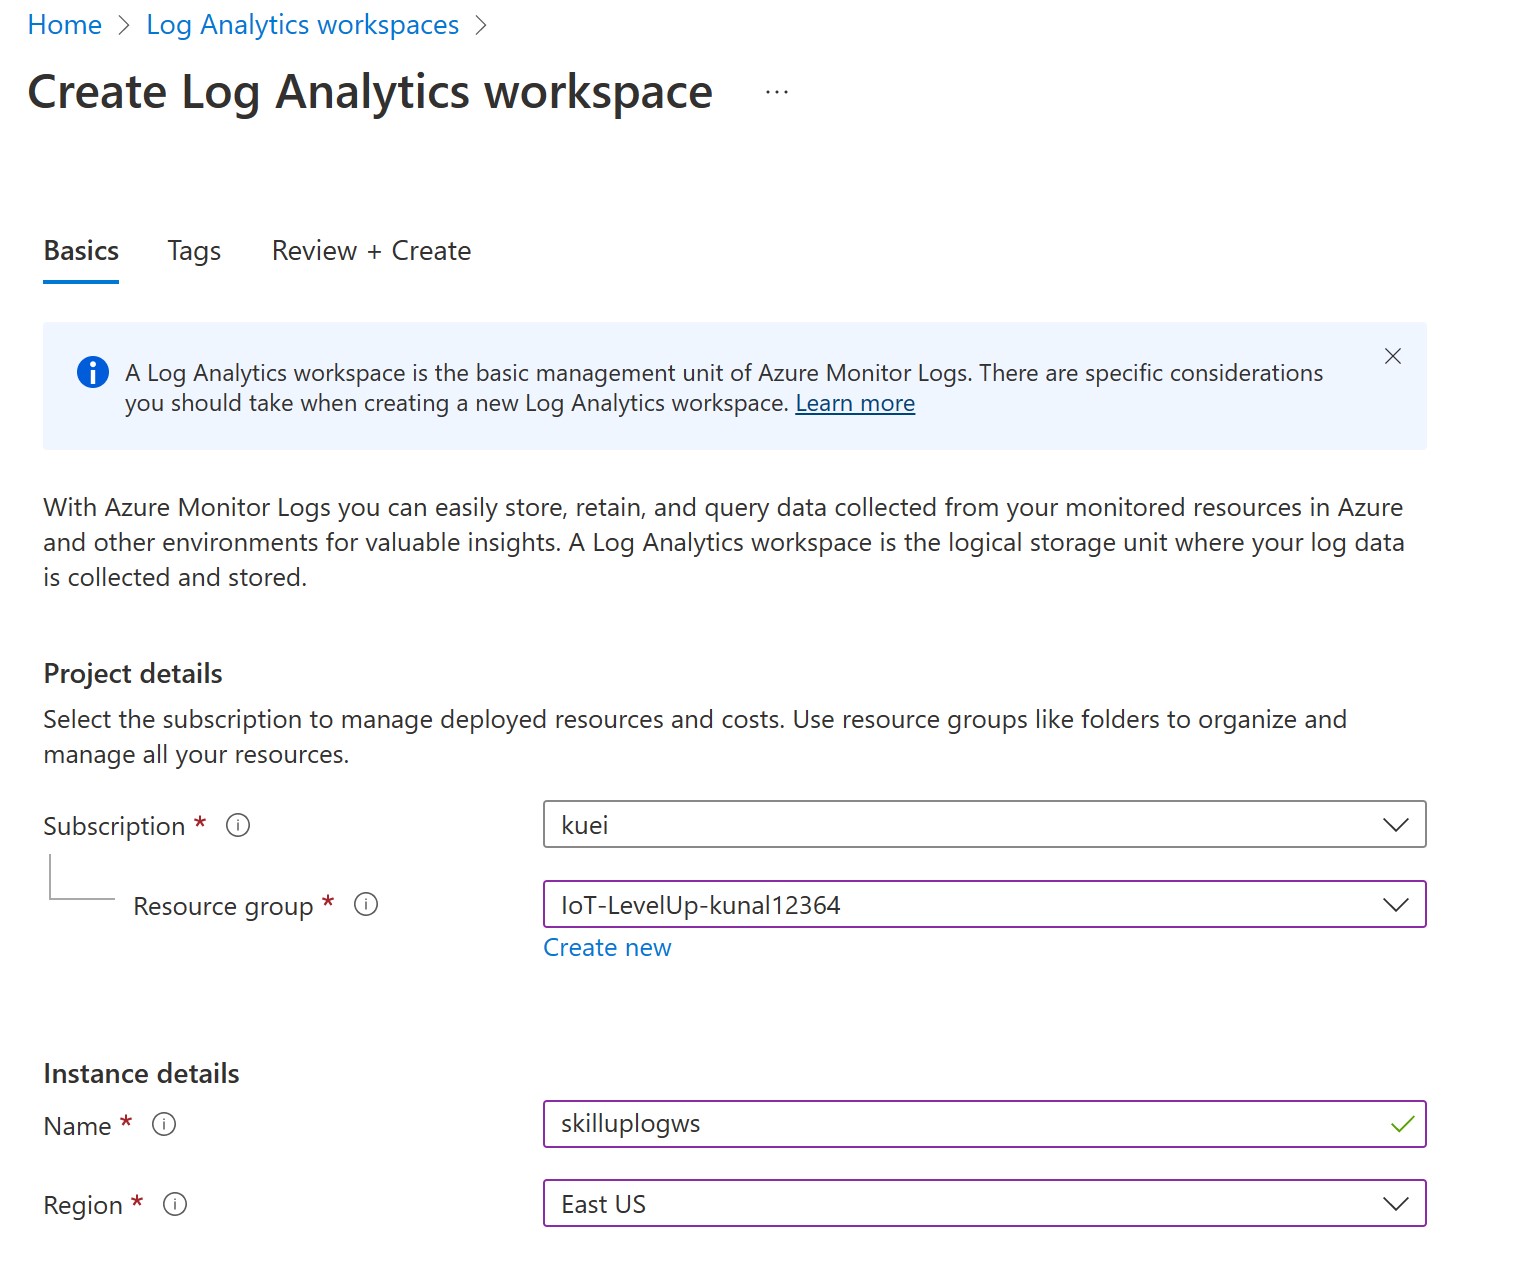 Home > Log Analytics workspaces >
Create Log Analytics workspace ...
Basics Tags Review + Create
A Log Analytics workspace is the basic management unit of Azure Monitor Logs. There are specific considerations
you should take when creating a new Log Analytics workspace. Learn more
With Azure Monitor Logs you can easily store, retain, and query data collected from your monitored resources in Azure
and other environments for valuable insights. A Log Analytics workspace is the logical storage unit where your log data
is collected and stored.
Project details
Select the subscription to manage deployed resources and costs. Use resource groups like folders to organize and
manage all your resources.
Subscription * kuei
Resource group * IoT-LevelUp-kunal12364
Create new
Instance details
Name * skilluplogws
Region * East US